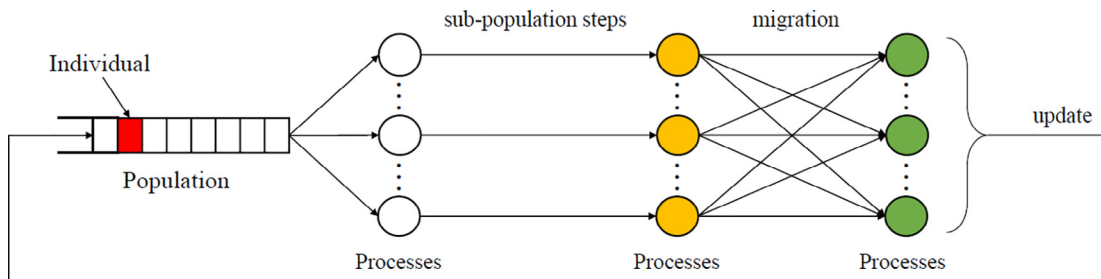 sub-population steps
migration
Individual
update
Population
Processes
Processes
Processes